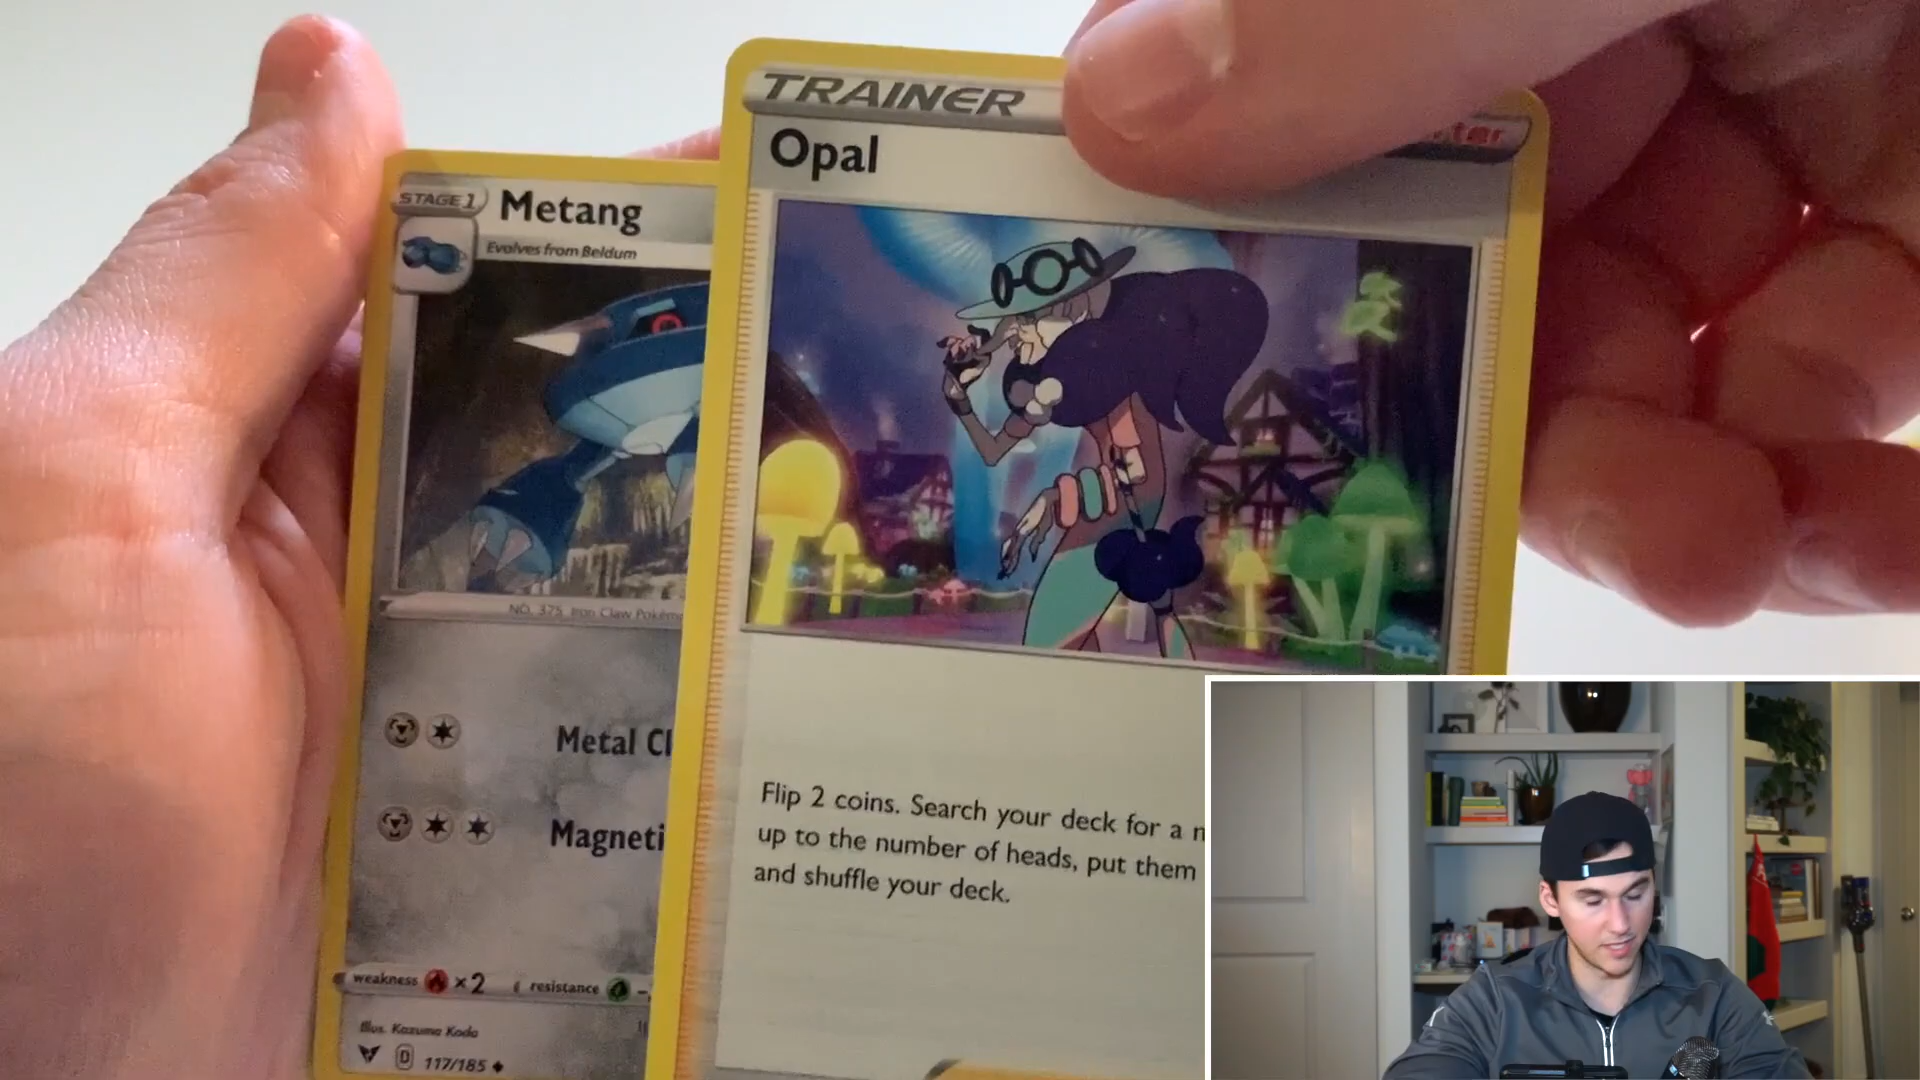 TRAINER
Opal
STAGE 1
Metang
Evolves from Beldum
NO. 375 Iron Claw Pokém
Metal Cl
Magneti
Flip 2 coins. Search your deck for a n
up to the number of heads, put them
and shuffle your deck.
weakness ×2 resistance
Illus. Kazuma Koda
D 117/185